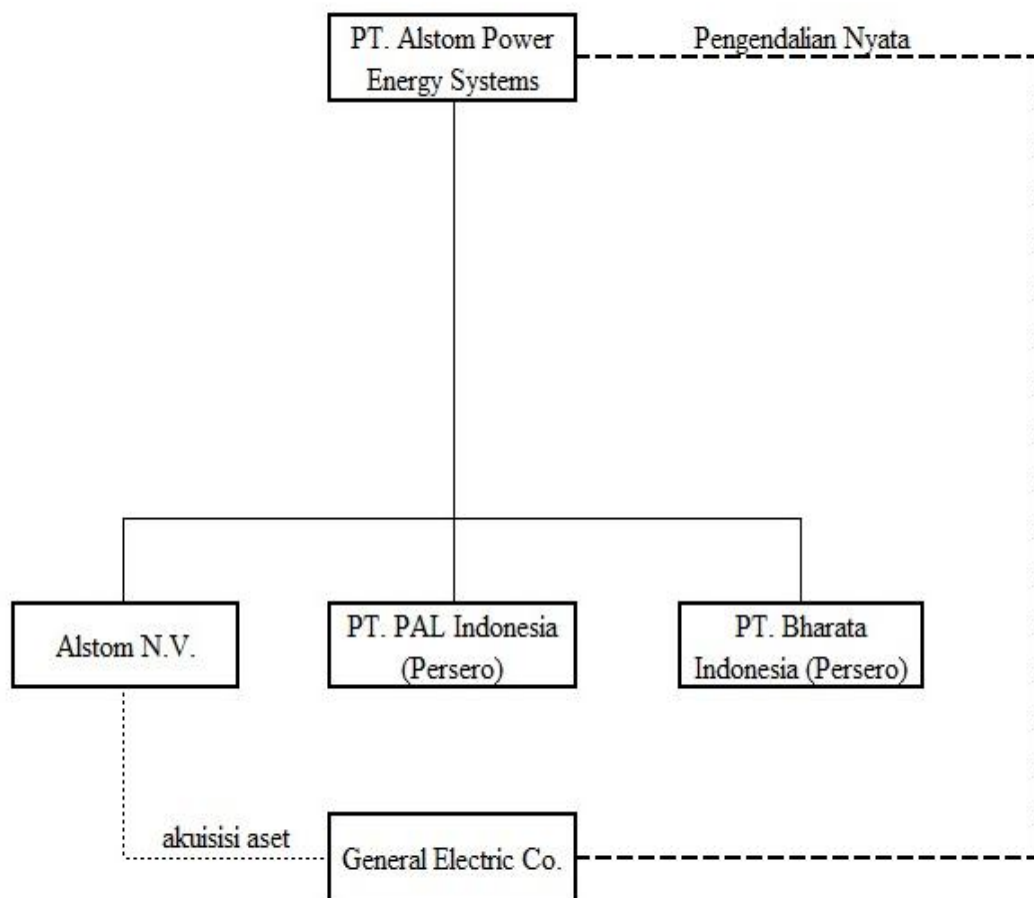 PT. Alstom Power
Energy Systems
Pengendalian Nyata
Alstom N.V.
PT. PAL Indonesia
(Persero)
PT. Bharata
Indonesia (Persero)
akuisisi aset
General Electric Co.